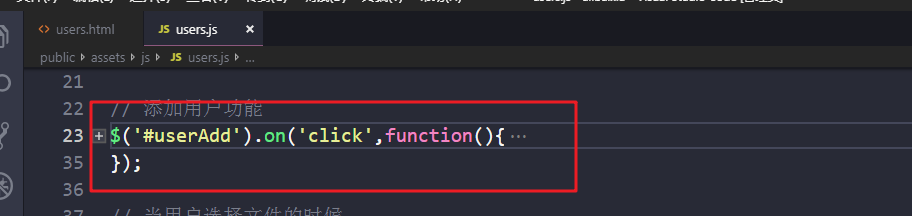 users.html
JS users.js ×
public > assets > js > JS users.js > ...
21
22 // 添加用户功能
23 $('#userAdd').on('click',function(){ ···
35 });
36
37 // 当用户选择文件的时候